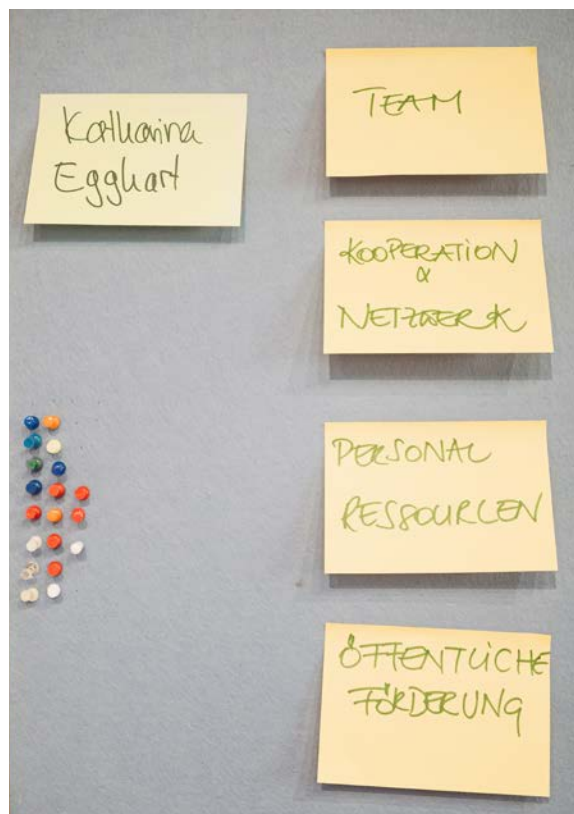 Katharina
Egghart
TEAM
KOOPERATION
&
NETZWERK
PERSONAL
RESSOURCEN
ÖFFENTLICHE
FÖRDERUNG